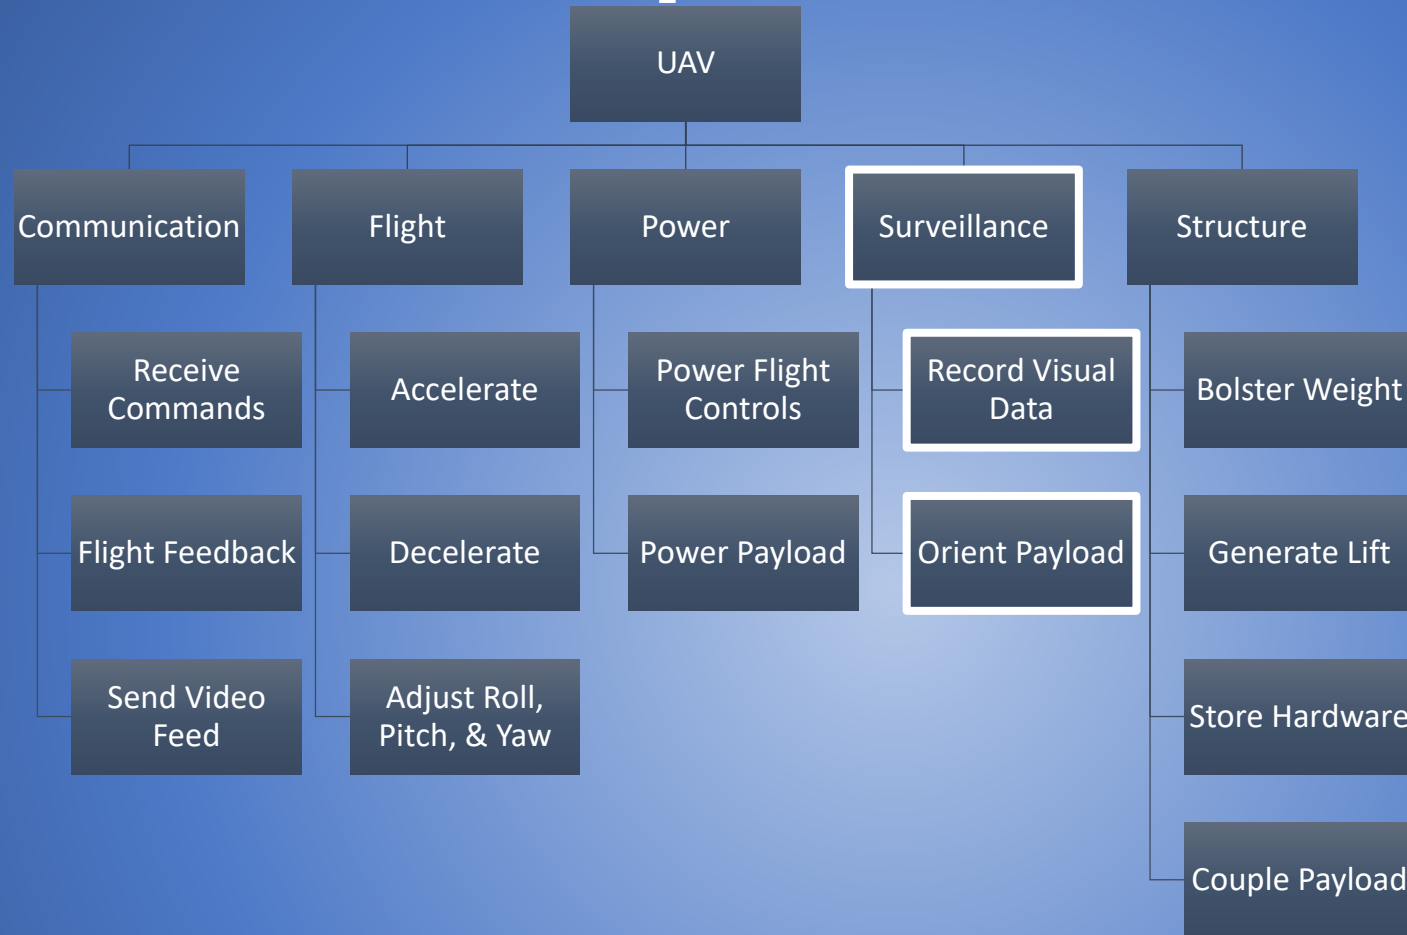 UAV
Communication
Flight
Power
Surveillance
Structure
Receive
Commands
Accelerate
Power Flight
Controls
Record Visual
Data
Bolster Weight
Flight Feedback
Decelerate
Power Payload
Orient Payload
Generate Lift
Send Video
Feed
Adjust Roll,
Pitch, & Yaw
Store Hardware
Couple Payload